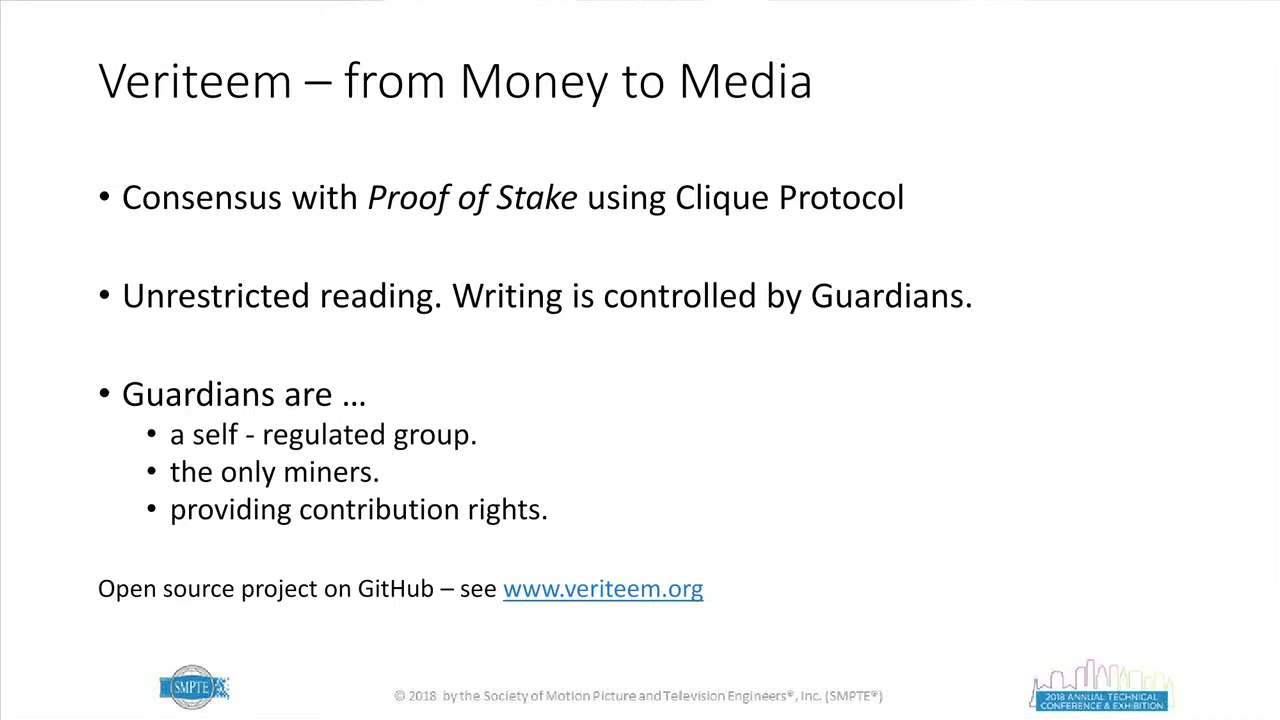 Veriteem – from Money to Media
• Consensus with Proof of Stake using Clique Protocol
• Unrestricted reading. Writing is controlled by Guardians.
• Guardians are …
• a self - regulated group.
• the only miners.
• providing contribution rights.
Open source project on GitHub – see www.veriteem.org
SMPTE
© 2018 by the Society of Motion Picture and Television Engineers®, Inc. (SMPTE®)
2018 ANNUAL TECHNICAL
CONFERENCE & EXHIBITION